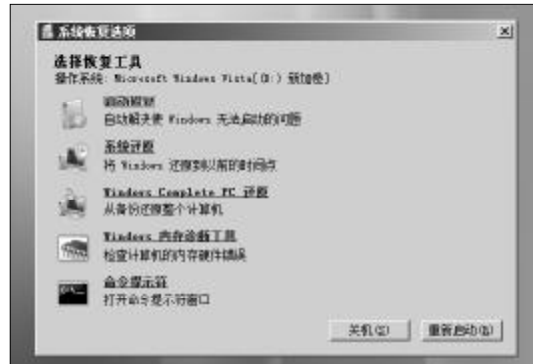 系统恢复选项
选择恢复工具
操作系统: Microsoft Windows Vista(D:) 新加卷)
启动修复
自动解决使 Windows 无法启动的问题
系统还原
将 Windows 还原到以前的时间点
Windows Complete PC 还原
从备份还原整个计算机
Windows 内存诊断工具
检查计算机的内存硬件错误
命令提示符
打开命令提示符窗口
关机(S) 重新启动(R)